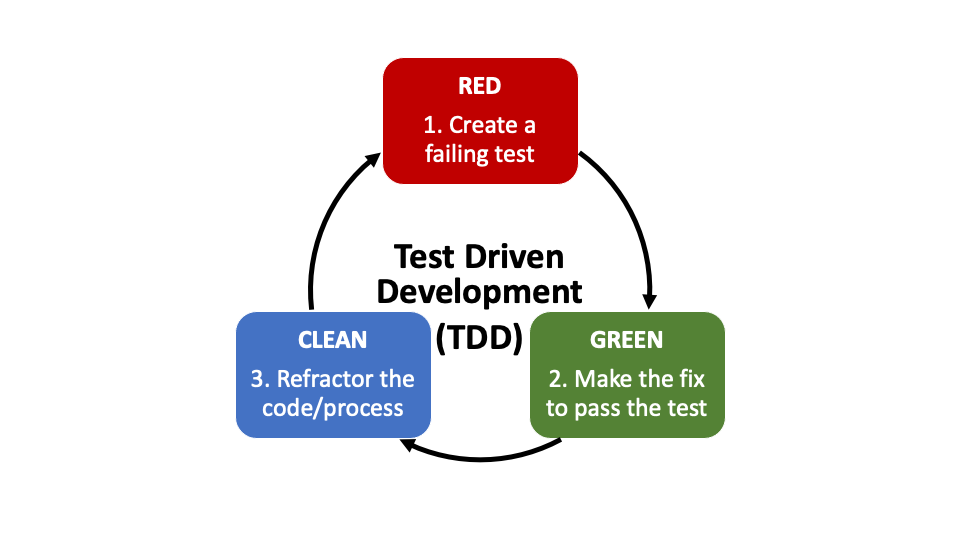 RED
1. Create a
failing test
Test Driven
Development
(TDD)
CLEAN
3. Refractor the
code/process
GREEN
2. Make the fix
to pass the test